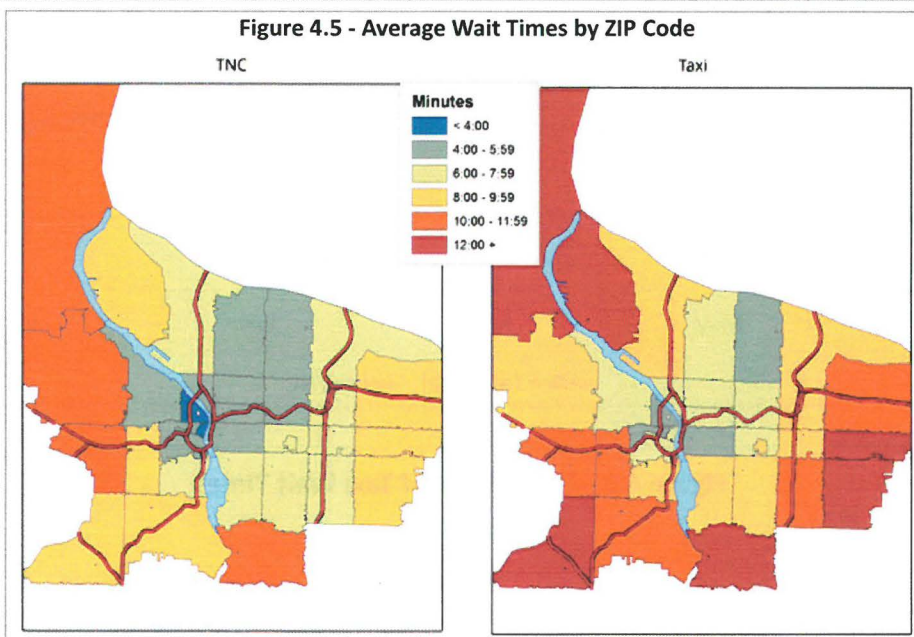 Figure 4.5 - Average Wait Times by ZIP Code
TNC
Taxi
Minutes
< 4:00
4:00 - 5:59
6:00 - 7:59
8:00 - 9:59
10:00 - 11:59
12:00 +